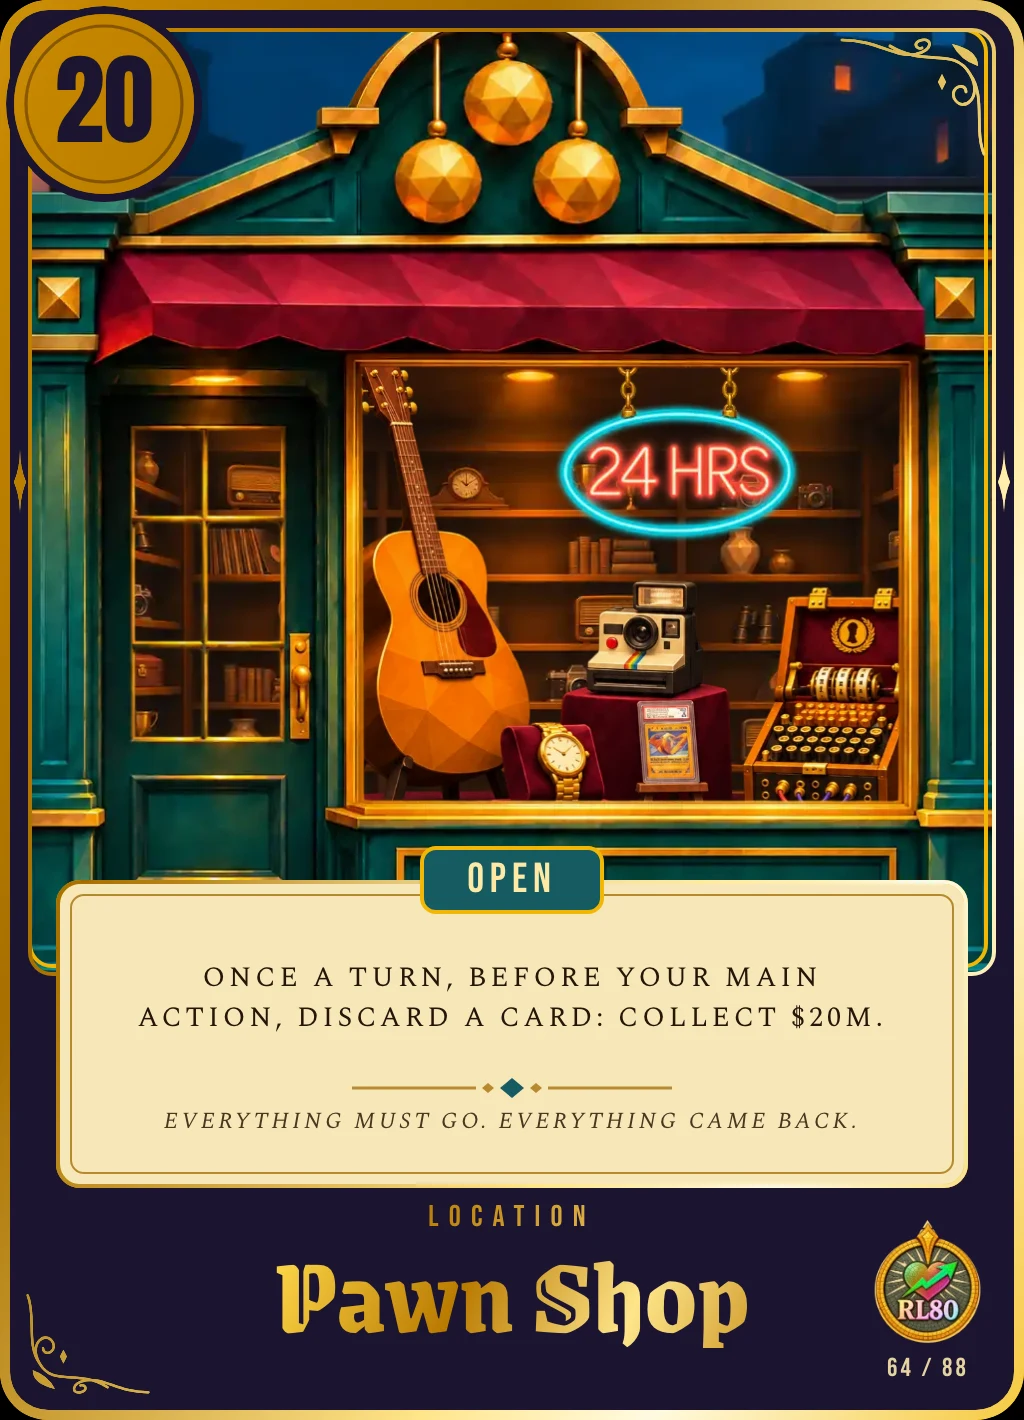 20
24 HRS
OPEN
ONCE A TURN, BEFORE YOUR MAIN
ACTION, DISCARD A CARD: COLLECT $20M.
EVERYTHING MUST GO. EVERYTHING CAME BACK.
LOCATION
Pawn Shop
RL80
64 / 88